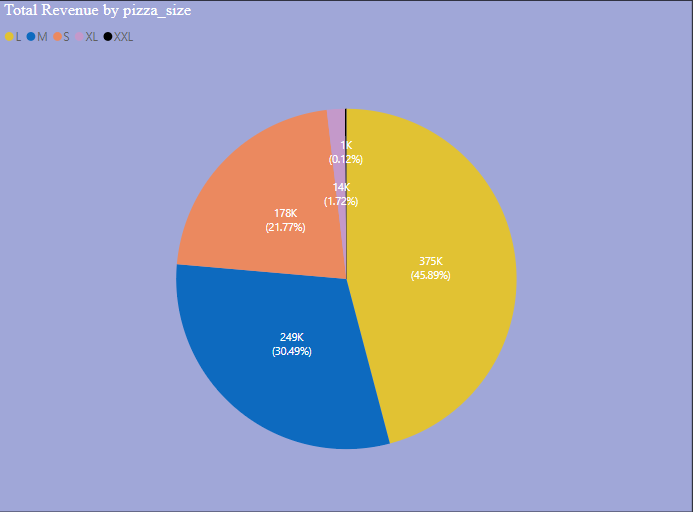 Total Revenue by pizza_size
L M S XL XXL
1K
(0.12%)
14K
(1.72%)
178K
(21.77%)
375K
(45.89%)
249K
(30.49%)